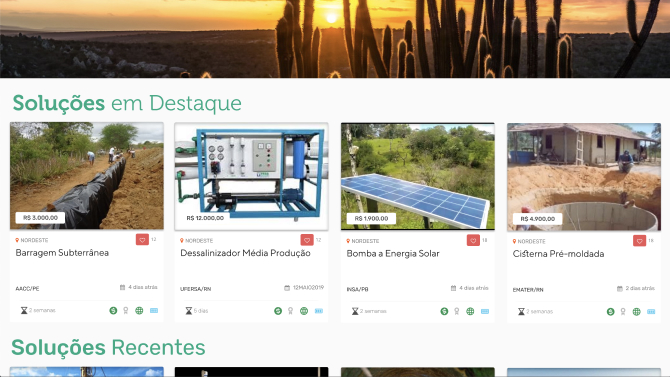 Soluções em Destaque
R$ 3.000,00
NORDESTE
12
Barragem Subterrânea
AACC/PE
4 dias atrás
2 semanas
R$ 12.000,00
NORDESTE
12
Dessalinizador Média Produção
UFERSA/RN
12MAIO2019
5 dias
R$ 1.900,00
NORDESTE
18
Bomba a Energia Solar
INSA/PB
4 dias atrás
2 semanas
R$ 4.900,00
NORDESTE
18
Cisterna Pré-moldada
EMATER/RN
2 dias atrás
2 semanas
Soluções Recentes